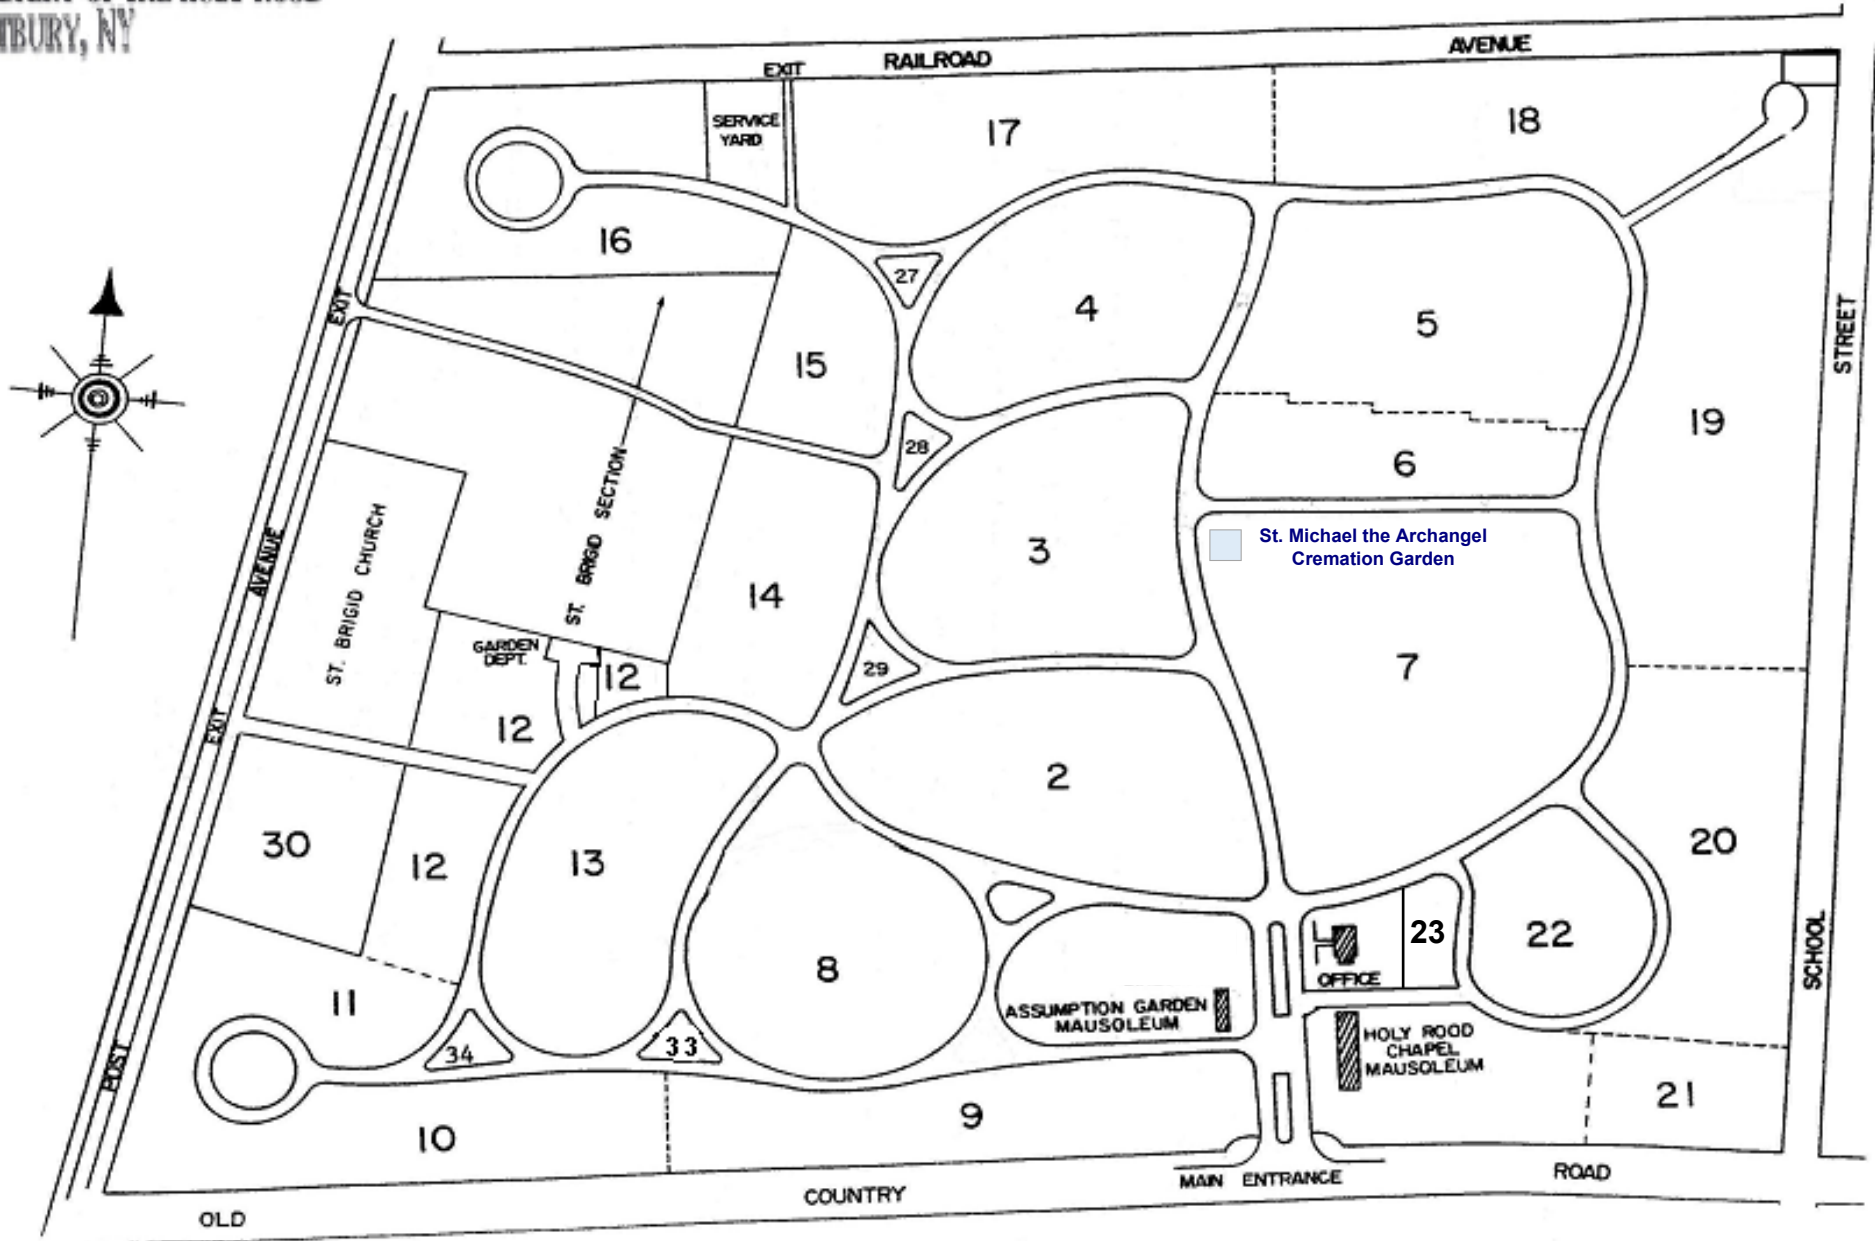 TBURY, NY
RAILROAD
AVENUE
EXIT
SERVICE
YARD
17
18
16
27
4
5
EXIT
15
STREET
28
19
6
ST. BRIGID SECTION
ST. BRIGID CHURCH
AVENUE
3
St. Michael the Archangel
Cremation Garden
14
GARDEN
DEPT.
12
29
7
EXIT
12
2
30
12
13
20
8
23
22
OFFICE
SCHOOL
11
ASSUMPTION GARDEN
MAUSOLEUM
HOLY ROOD
CHAPEL
MAUSOLEUM
34
33
POST
21
10
9
MAIN ENTRANCE
ROAD
COUNTRY
OLD